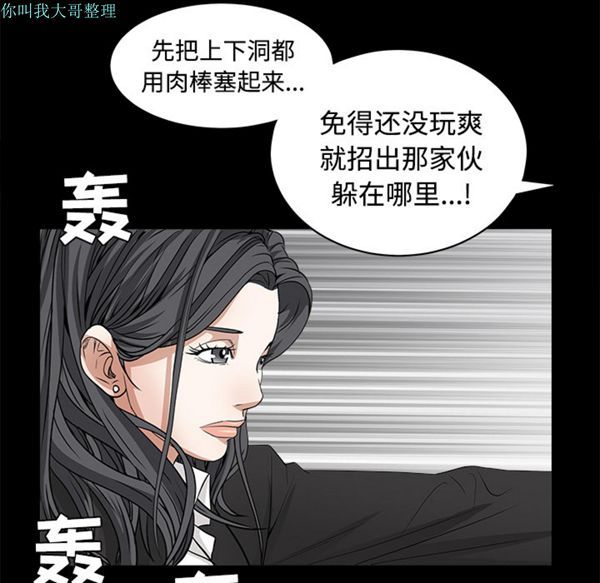 你叫我大哥整理
先把上下洞都
用肉棒塞起来...
免得还没玩爽
就招出那家伙
躲在哪里...!
轰
轰